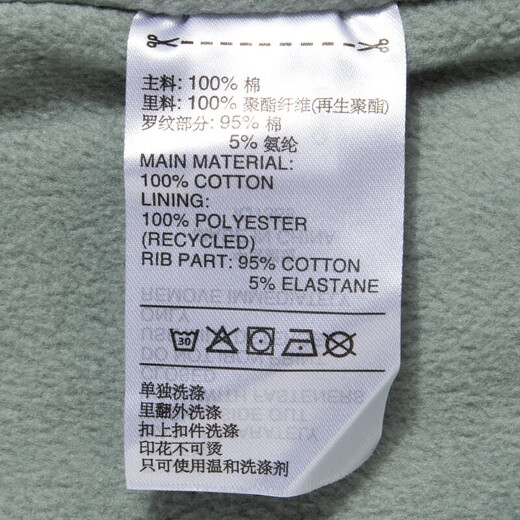 主料: 100% 棉
里料: 100% 聚酯纤维(再生聚酯)
罗纹部分: 95% 棉
5% 氨纶
MAIN MATERIAL:
100% COTTON
LINING:
100% POLYESTER
(RECYCLED)
RIB PART: 95% COTTON
5% ELASTANE
30
单独洗涤
里翻外洗涤
扣上扣件洗涤
印花不可烫
只可使用温和洗涤剂